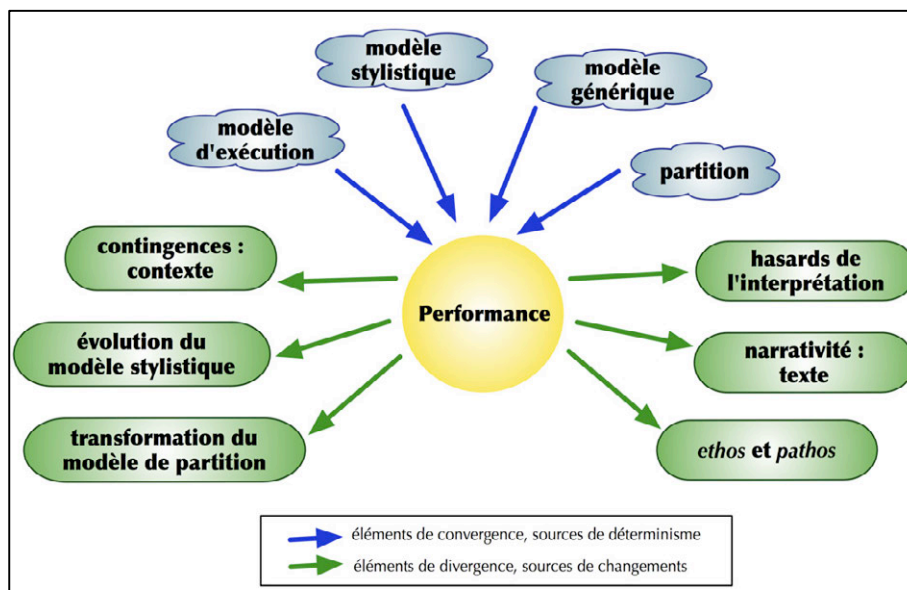 modèle
stylistique
modèle
générique
modèle
d'exécution
partition
contingences :
contexte
hasards de
l'interprétation
Performance
évolution du
modèle stylistique
narrativité :
texte
transformation du
modèle de partition
ethos et pathos
éléments de convergence, sources de déterminisme
éléments de divergence, sources de changements